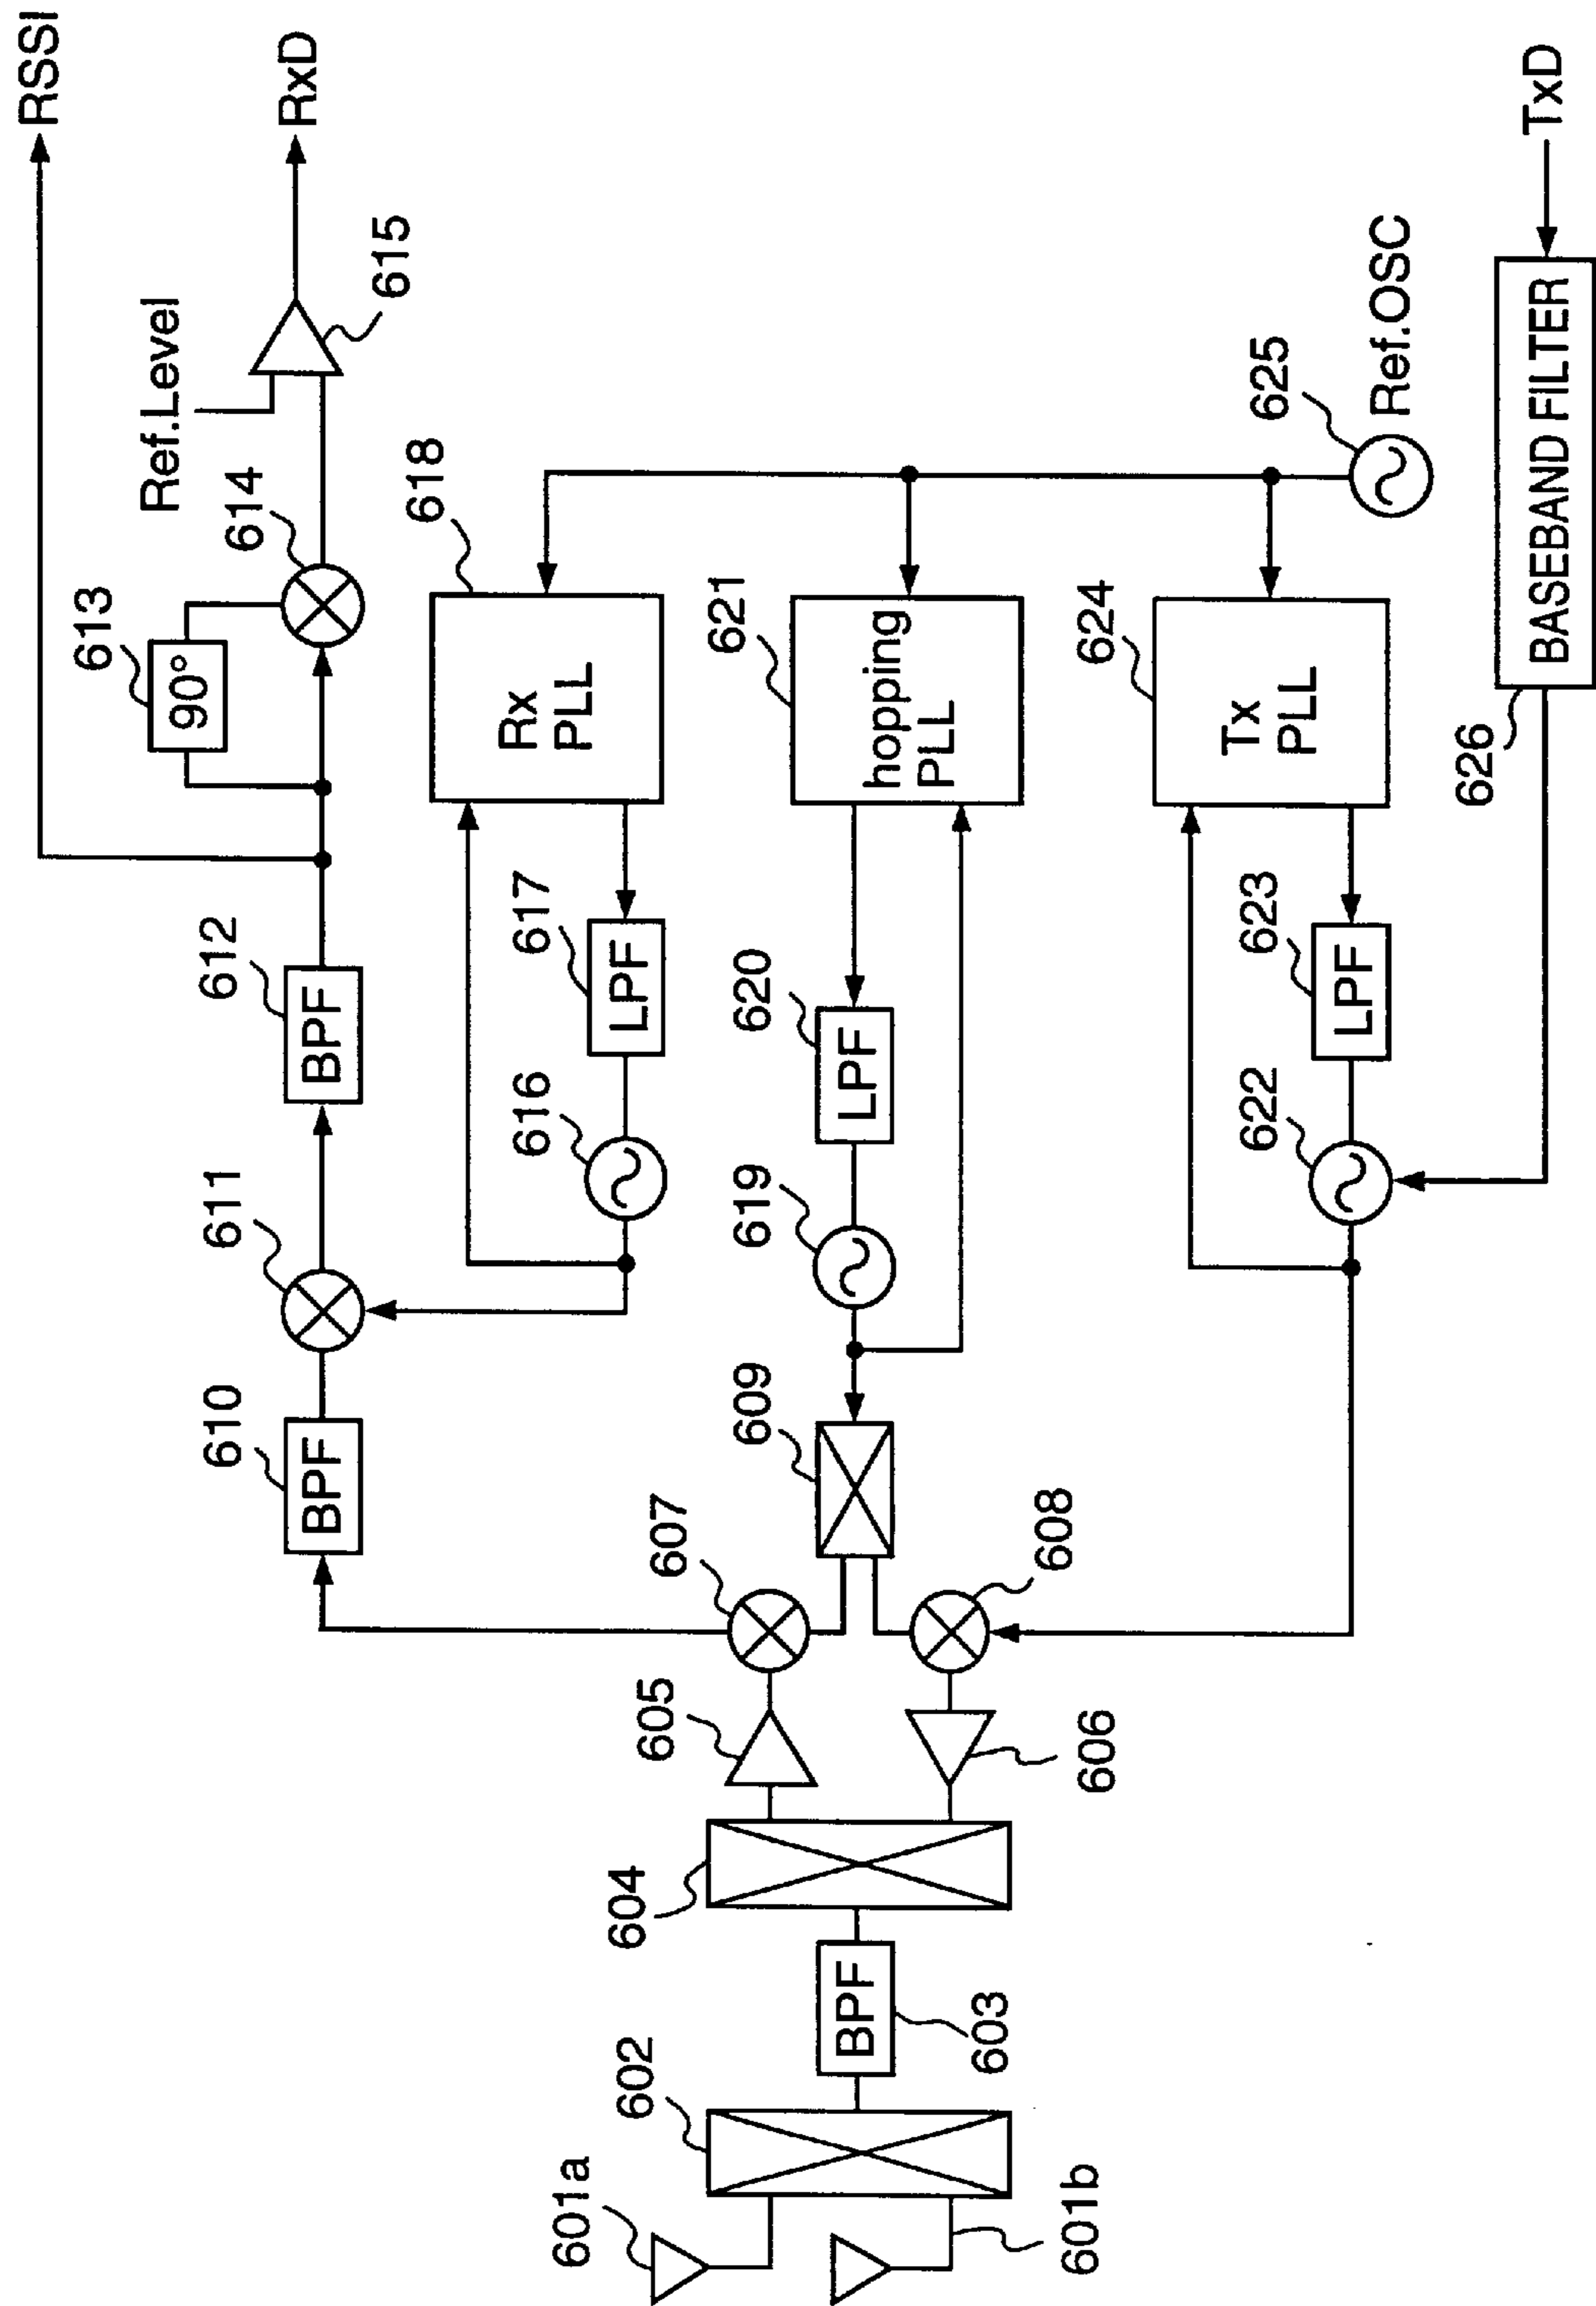 RSSI
RxD
Ref.Level
615
614
613
90°
612
BPF
611
610
BPF
618
Rx
PLL
617
LPF
616
621
hopping
PLL
620
LPF
619
609
607
608
605
606
604
BPF
603
602
601a
601b
624
Tx
PLL
623
LPF
622
625
Ref.OSC
626
BASEBAND FILTER
TxD